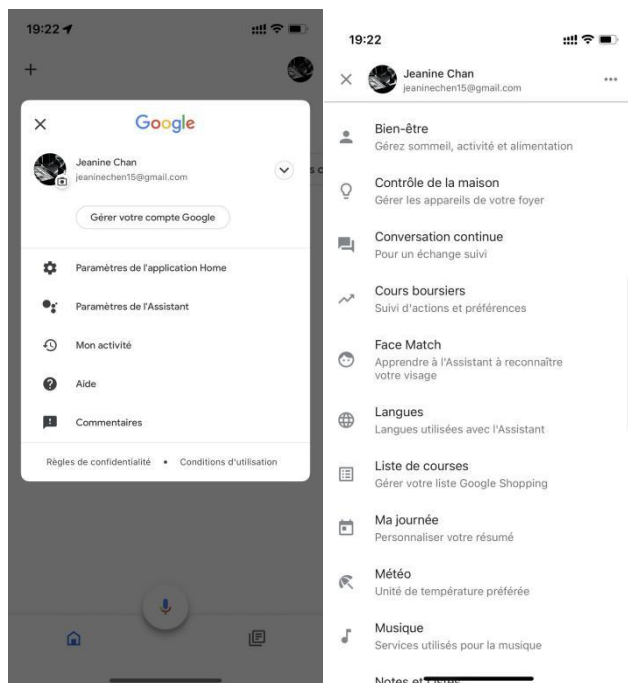 19:22
Google
Jeanine Chan
jeaninechen15@gmail.com
Gérer votre compte Google
Paramètres de l'application Home
Paramètres de l'Assistant
Mon activité
Aide
Commentaires
Règles de confidentialité • Conditions d'utilisation
19:22
Jeanine Chan
jeaninechen15@gmail.com
Bien-être
Gérez sommeil, activité et alimentation
Contrôle de la maison
Gérer les appareils de votre foyer
Conversation continue
Pour un échange suivi
Cours boursiers
Suivi d'actions et préférences
Face Match
Apprendre à l'Assistant à reconnaître
votre visage
Langues
Langues utilisées avec l'Assistant
Liste de courses
Gérer votre liste Google Shopping
Ma journée
Personnaliser votre résumé
Météo
Unité de température préférée
Musique
Services utilisés pour la musique
Notes et Listes